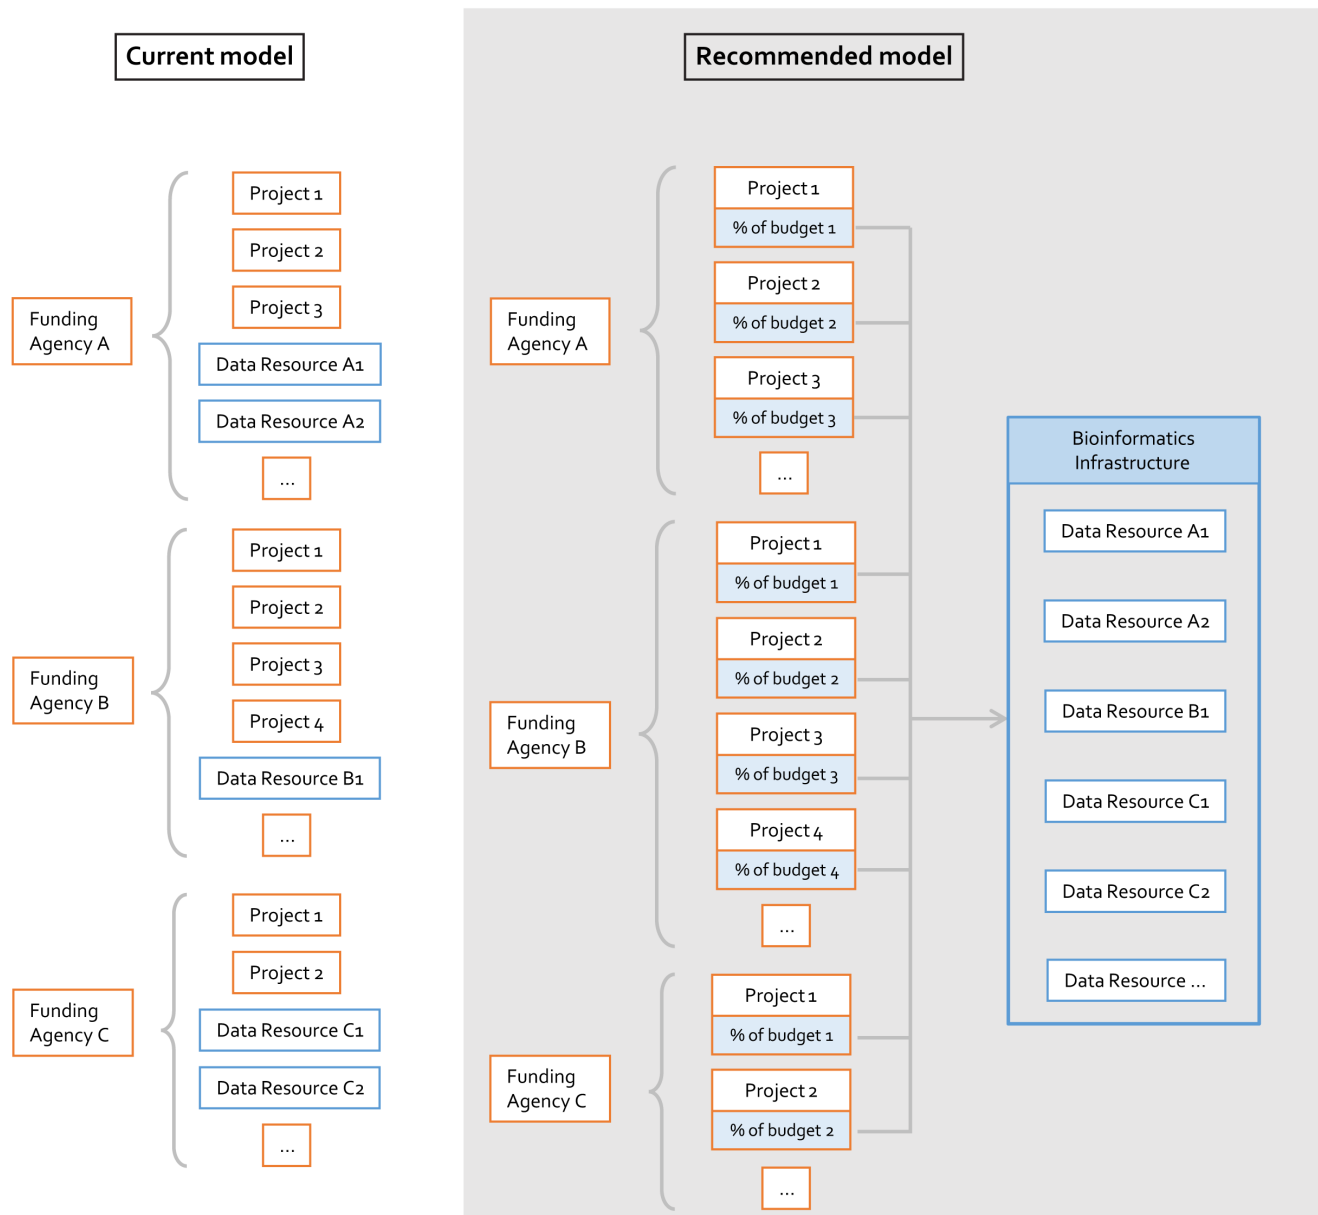 Current model
Funding
Agency A
Project 1
Project 2
Project 3
Data Resource A1
Data Resource A2
...
Funding
Agency B
Project 1
Project 2
Project 3
Project 4
Data Resource B1
...
Funding
Agency C
Project 1
Project 2
Data Resource C1
Data Resource C2
...
Recommended model
Funding
Agency A
Project 1
% of budget 1
Project 2
% of budget 2
Project 3
% of budget 3
...
Funding
Agency B
Project 1
% of budget 1
Project 2
% of budget 2
Project 3
% of budget 3
Project 4
% of budget 4
...
Funding
Agency C
Project 1
% of budget 1
Project 2
% of budget 2
...
Bioinformatics
Infrastructure
Data Resource A1
Data Resource A2
Data Resource B1
Data Resource C1
Data Resource C2
Data Resource ...